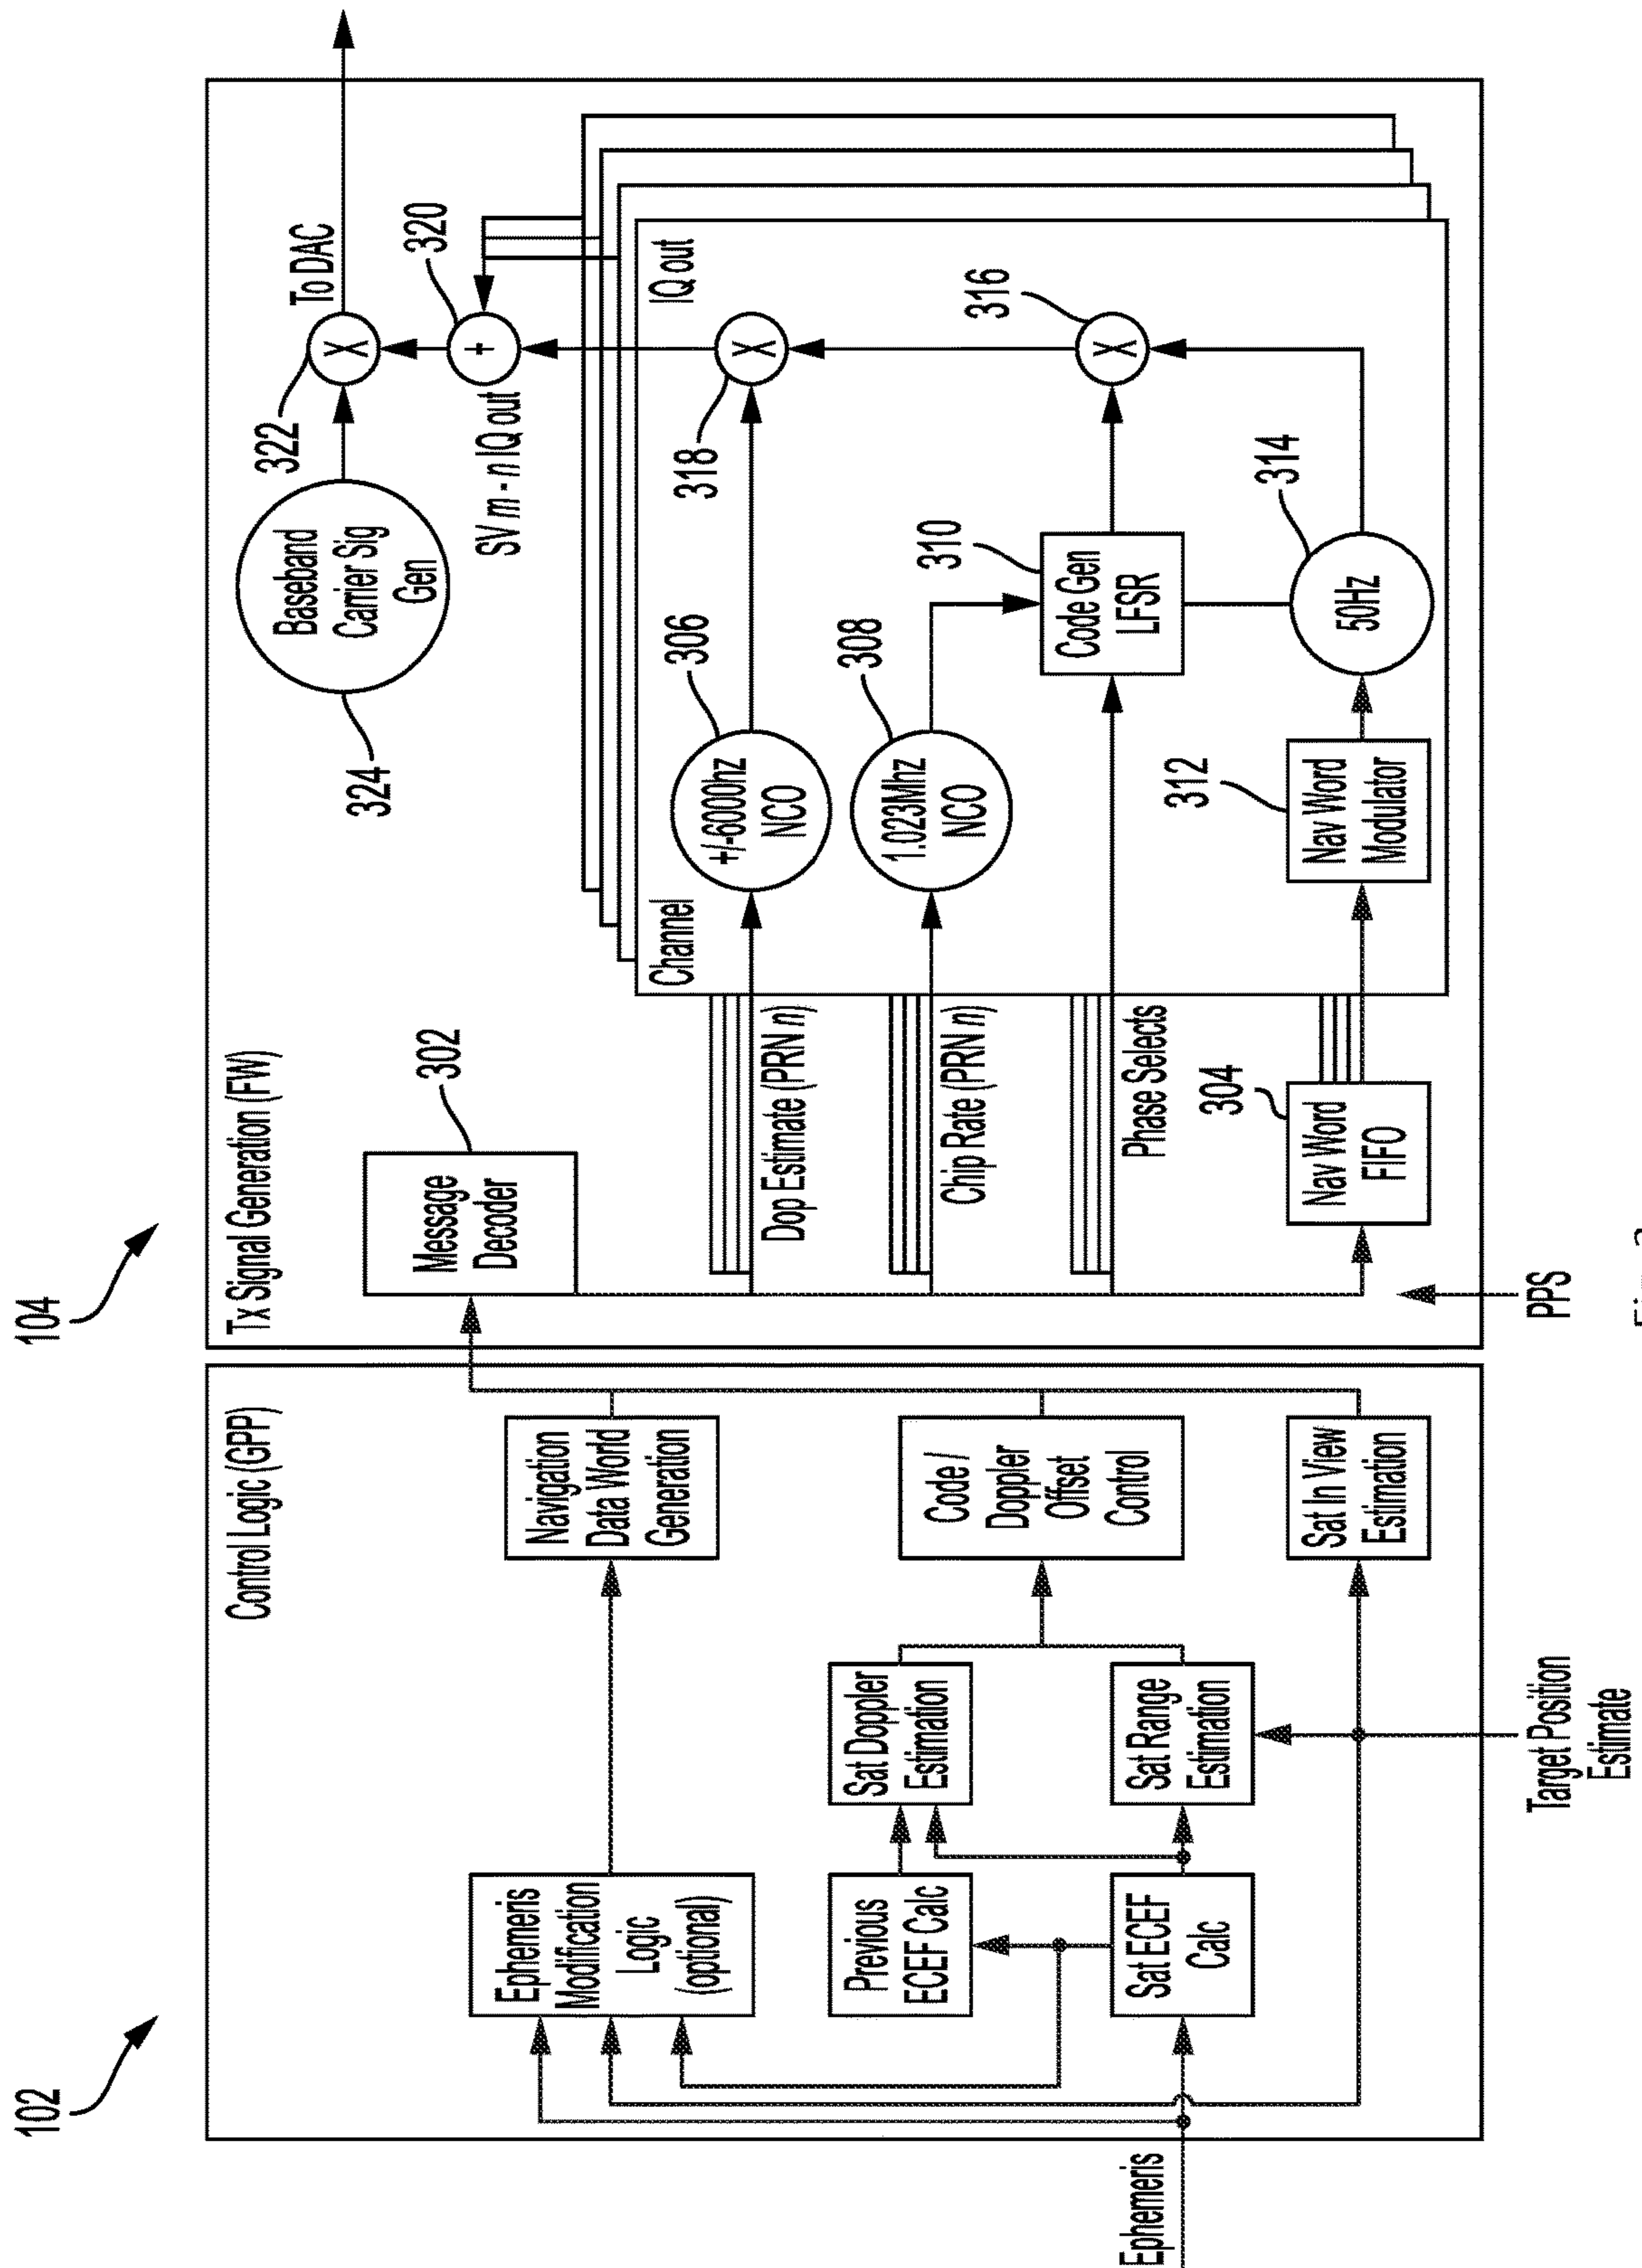 102
104
Control Logic (GPP)
Ephemeris
Modification
Logic
(optional)
Navigation
Data World
Generation
Previous
ECEF Calc
Sat Doppler
Estimation
Code /
Doppler
Offset
Control
Sat ECEF
Calc
Sat Range
Estimation
Sat In View
Estimation
Ephemeris
Target Position
Estimate
Tx Signal Generation (FW)
Message
Decoder
302
Dop Estimate (PRN n)
Chip Rate (PRN n)
Phase Selects
Nav Word
FIFO
304
PPS
Channel
+/-6000hz
NCO
306
1.023Mhz
NCO
308
Code Gen
LFSR
310
Nav Word
Modulator
312
50Hz
314
316
318
IQ out
X
X
SV m - n IQ out
+
320
X
322
Baseband
Carrier Sig
Gen
324
To DAC